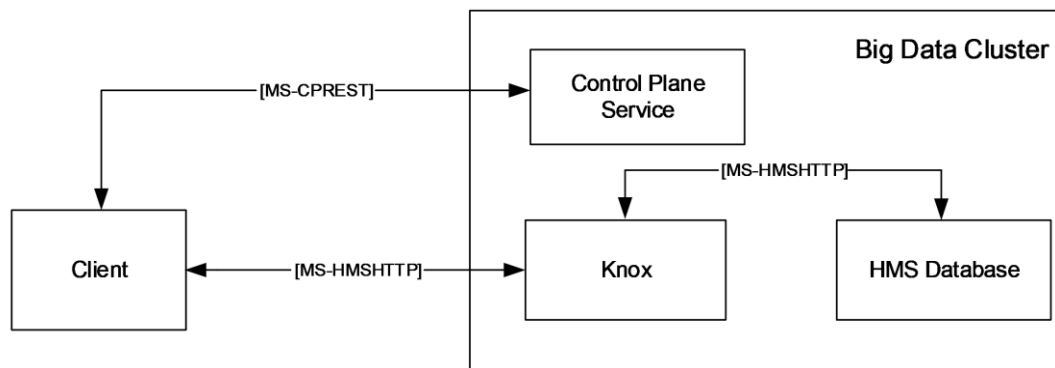 Big Data Cluster
Control Plane
Service
[MS-CPREST]
[MS-HMSHTTP]
Client
[MS-HMSHTTP]
Knox
HMS Database